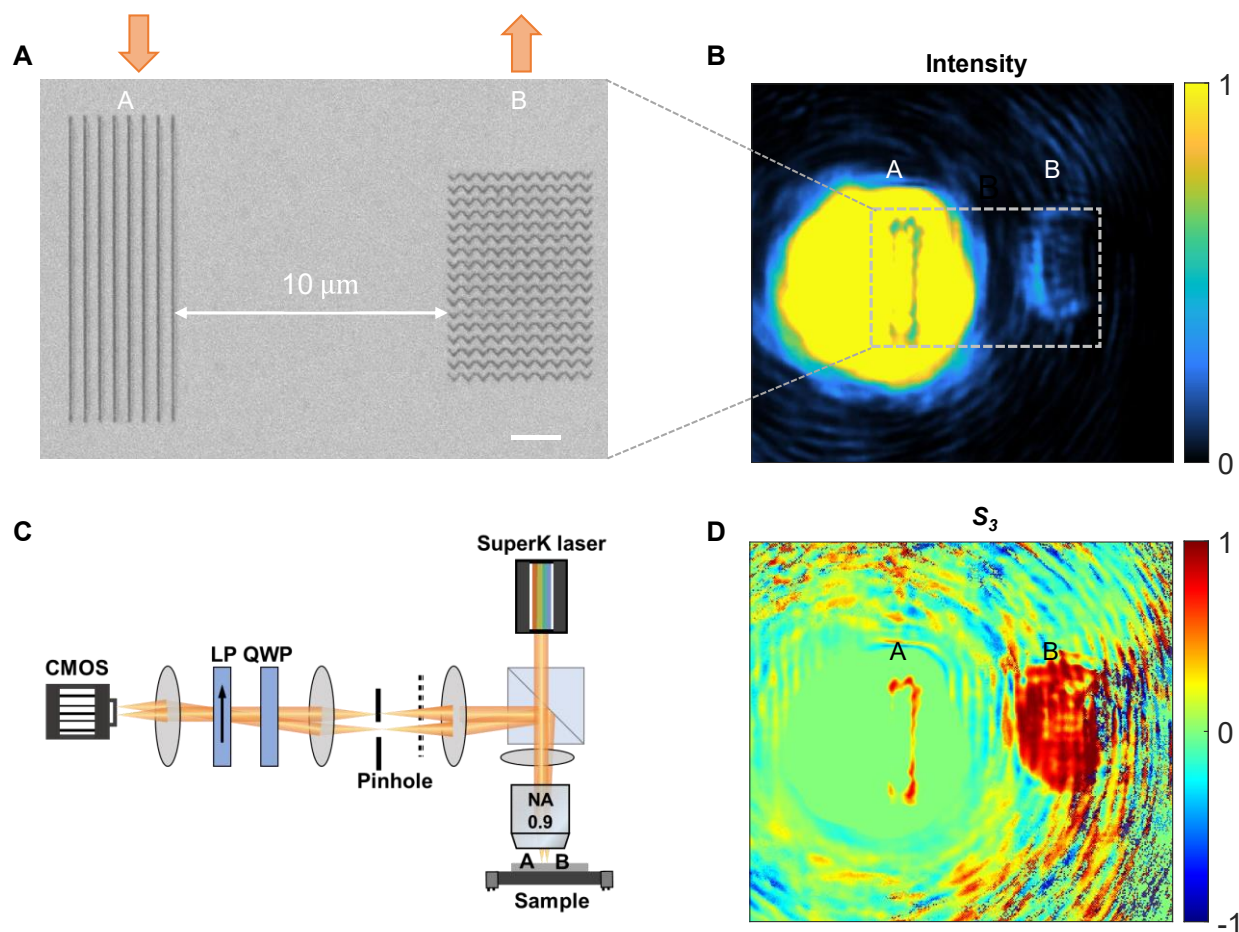 A
A
B
10 μm
B
Intensity
A
R
B
1
0
C
SuperK laser
LP QWP
CMOS
Pinhole
NA
0.9
A B
Sample
D
S3
A
B
1
0
-1